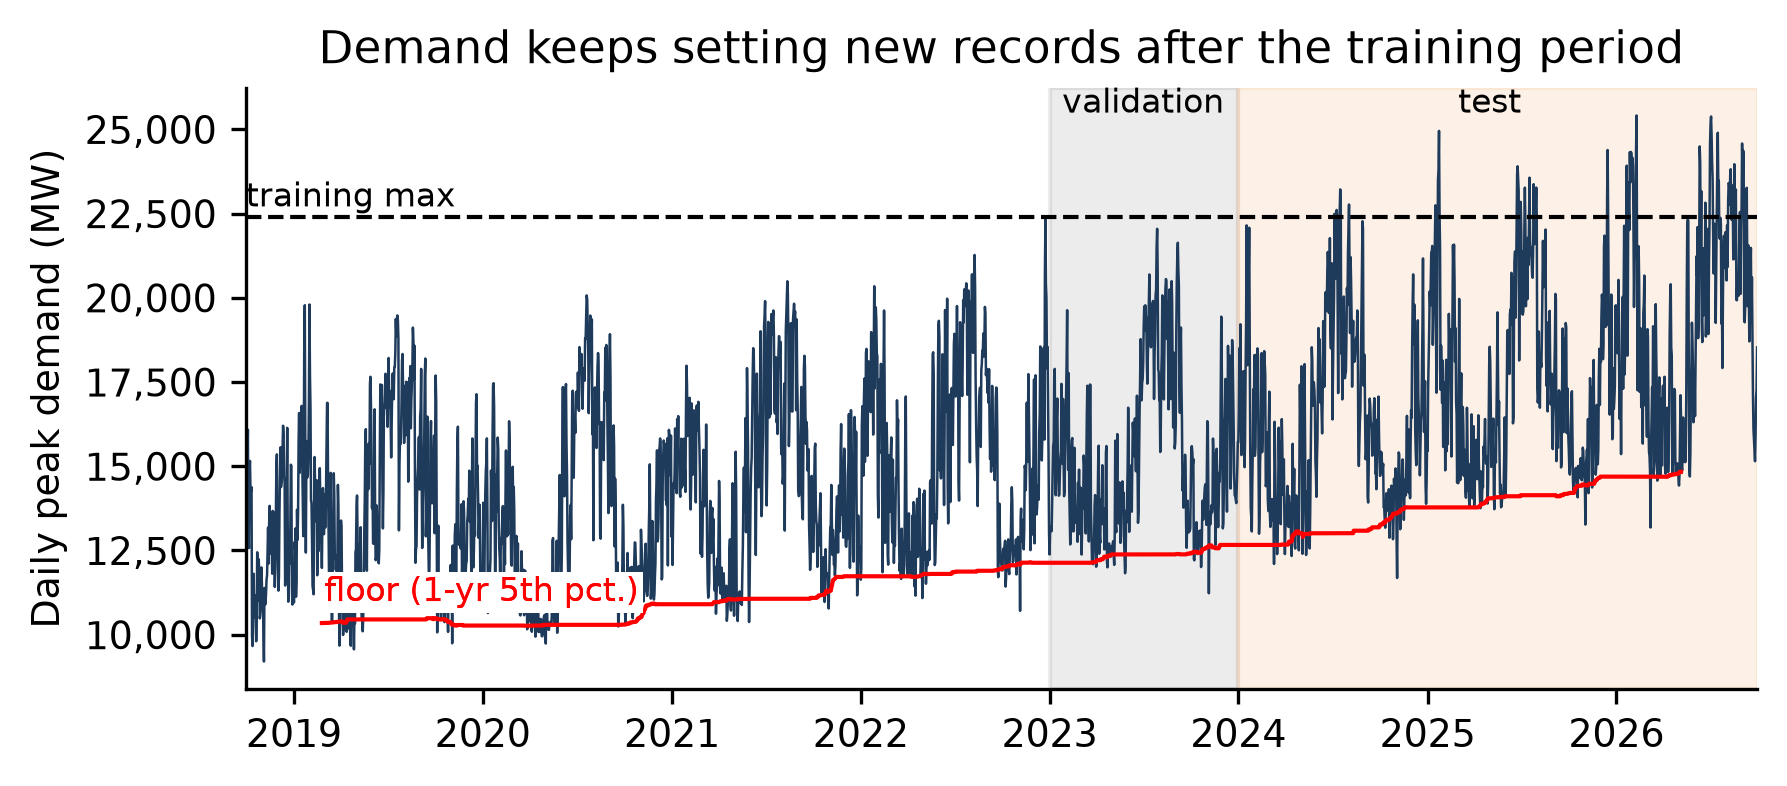 Demand keeps setting new records after the training period
Daily peak demand (MW)
25,000
22,500
20,000
17,500
15,000
12,500
10,000
validation
test
training max
floor (1-yr 5th pct.)
2019
2020
2021
2022
2023
2024
2025
2026